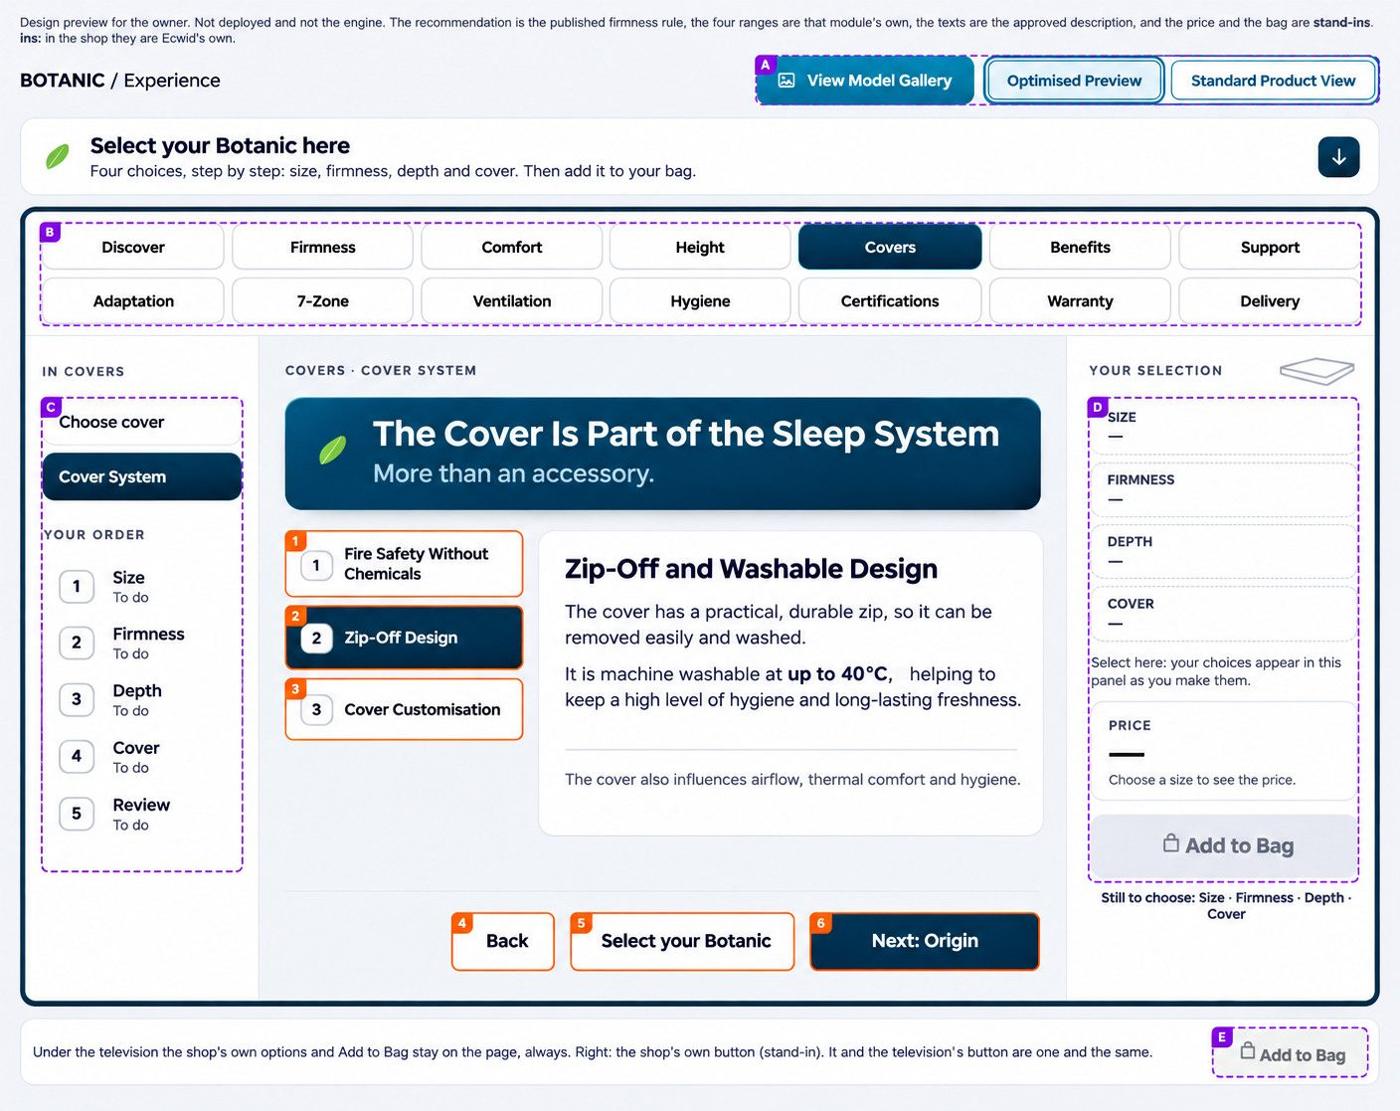 Design preview for the owner. Not deployed and not the engine. The recommendation is the published firmness rule, the four ranges are that module's own, the texts are the approved description, and the price and the bag are stand-ins.
ins: in the shop they are Ecwid's own.
BOTANIC / Experience
A
View Model Gallery
Optimised Preview
Standard Product View
Select your Botanic here
Four choices, step by step: size, firmness, depth and cover. Then add it to your bag.
B
Discover
Firmness
Comfort
Height
Covers
Benefits
Support
Adaptation
7-Zone
Ventilation
Hygiene
Certifications
Warranty
Delivery
IN COVERS
C
Choose cover
Cover System
YOUR ORDER
1
Size
To do
2
Firmness
To do
3
Depth
To do
4
Cover
To do
5
Review
To do
COVERS · COVER SYSTEM
The Cover Is Part of the Sleep System
More than an accessory.
1
1
Fire Safety Without
Chemicals
2
2
Zip-Off Design
3
3
Cover Customisation
Zip-Off and Washable Design
The cover has a practical, durable zip, so it can be
removed easily and washed.
It is machine washable at up to 40°C, helping to
keep a high level of hygiene and long-lasting freshness.
The cover also influences airflow, thermal comfort and hygiene.
4
Back
5
Select your Botanic
6
Next: Origin
YOUR SELECTION
D
SIZE
—
FIRMNESS
—
DEPTH
—
COVER
—
Select here: your choices appear in this
panel as you make them.
PRICE
—
Choose a size to see the price.
Add to Bag
Still to choose: Size · Firmness · Depth ·
Cover
Under the television the shop's own options and Add to Bag stay on the page, always. Right: the shop's own button (stand-in). It and the television's button are one and the same.
E
Add to Bag